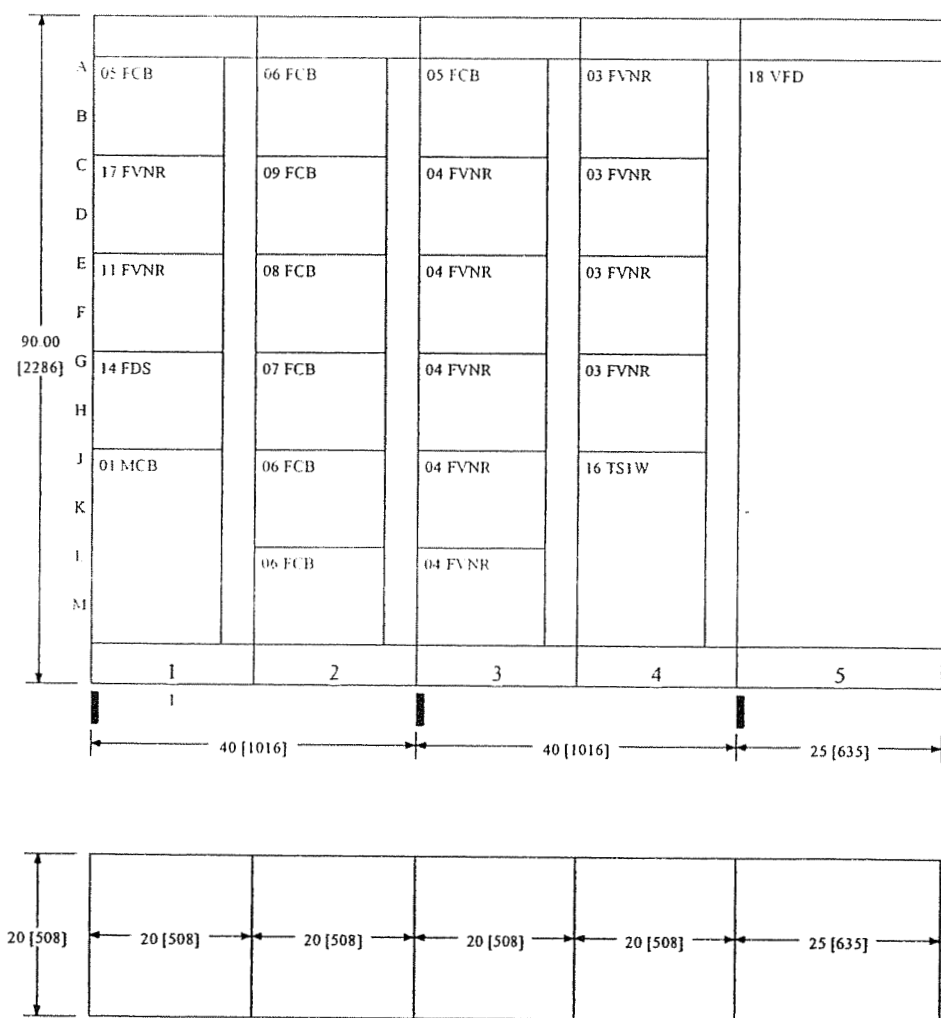 A
05 FCB
06 FCB
05 FCB
03 FVNR
18 VFD
B
C
17 FVNR
09 FCB
04 FVNR
03 FVNR
D
E
11 FVNR
08 FCB
04 FVNR
03 FVNR
F
90.00
[2286]
G
14 FDS
07 FCB
04 FVNR
03 FVNR
H
J
01 MCB
06 FCB
04 FVNR
16 TS1W
K
L
06 FCB
04 FVNR
M
1
2
3
4
5
1
40 [1016]
40 [1016]
25 [635]
20 [508]
20 [508]
20 [508]
20 [508]
20 [508]
25 [635]